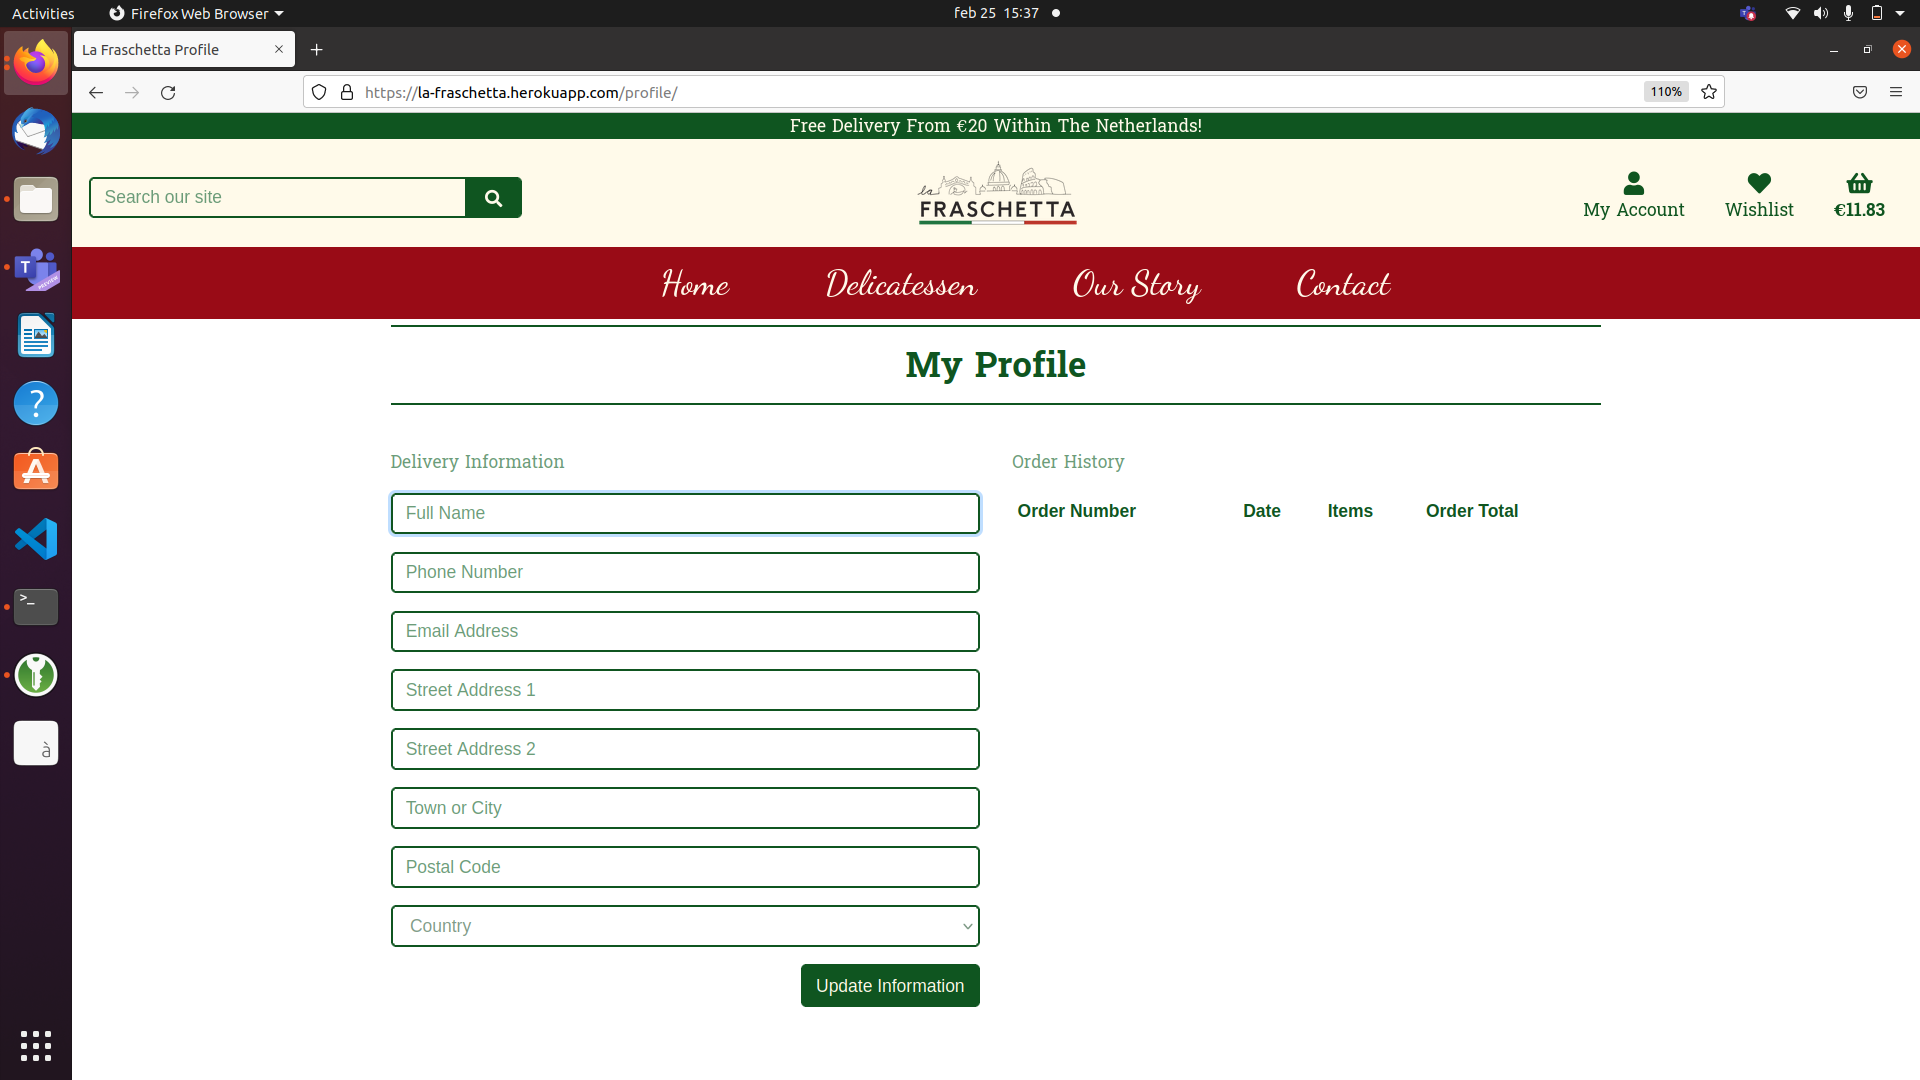 Activities
Firefox Web Browser
feb 25 15:37
La Fraschetta Profile
https://la-fraschetta.herokuapp.com/profile/
110%
Free Delivery From €20 Within The Netherlands!
Search our site
la
FRASCHETTA
My Account
Wishlist
€11.83
Home
Delicatessen
Our Story
Contact
My Profile
Delivery Information
Full Name
Phone Number
Email Address
Street Address 1
Street Address 2
Town or City
Postal Code
Country
Update Information
Order History
Order Number Date Items Order Total